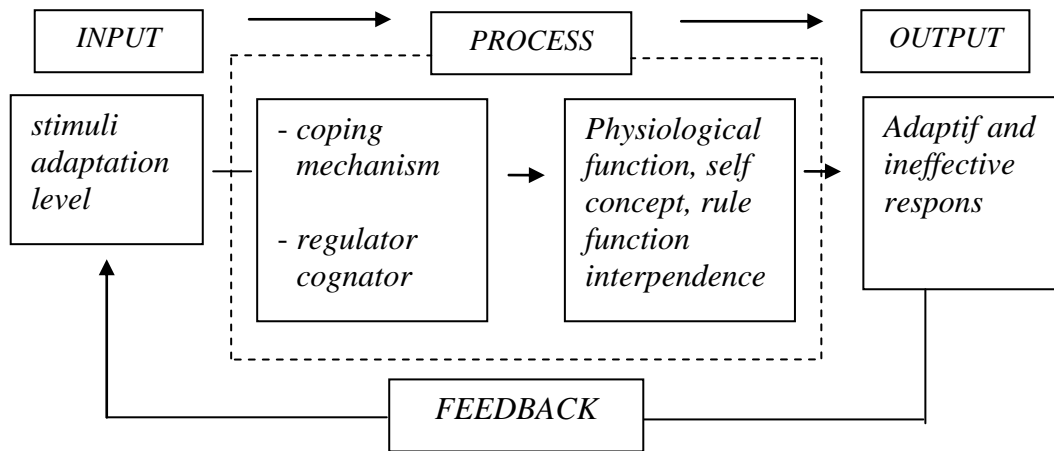 INPUT
PROCESS
OUTPUT
stimuli
adaptation
level
- coping
mechanism
- regulator
cognator
Physiological
function, self
concept, rule
function
interpendence
Adaptif and
ineffective
respons
FEEDBACK